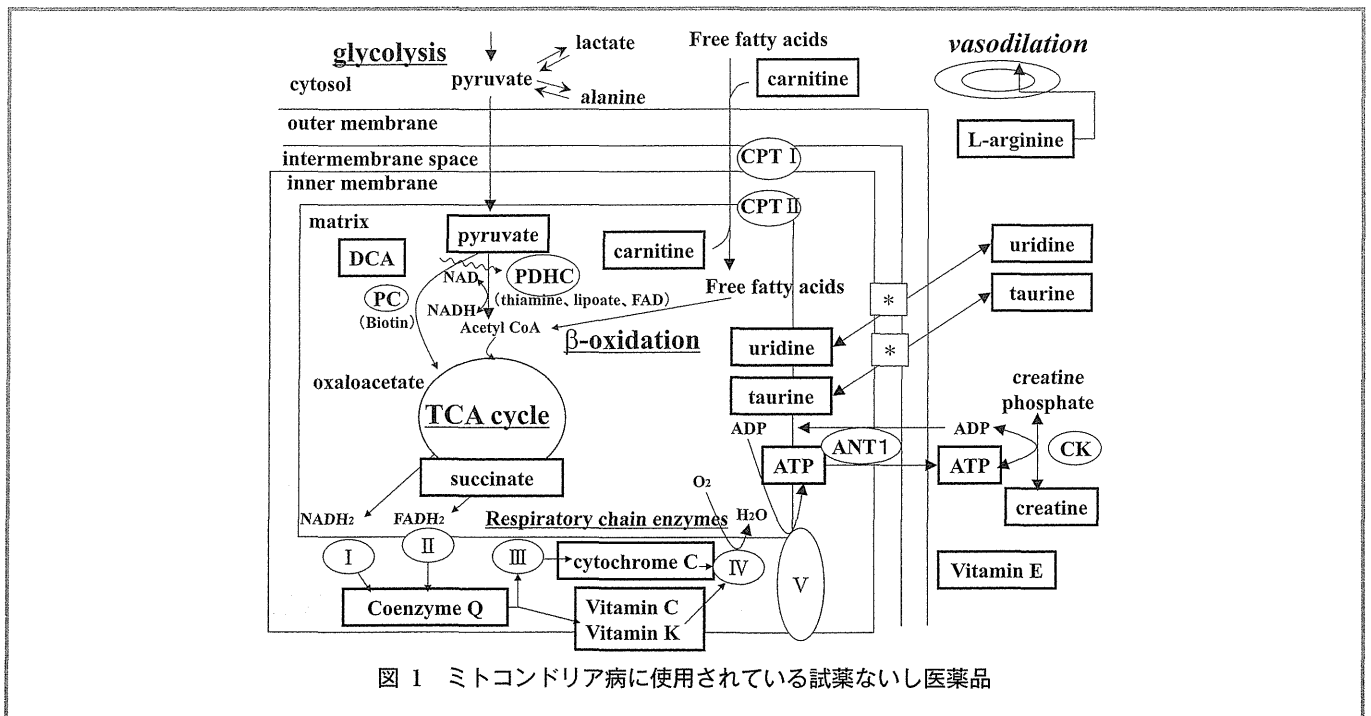 glycolysis
lactate
pyruvate
alanine
cytosol
Free fatty acids
carnitine
vasodilation
L-arginine
outer membrane
intermembrane space
CPT Ⅰ
inner membrane
CPT Ⅱ
matrix
pyruvate
DCA
carnitine
NAD
PDHC
PC
(Biotin)
NADH
(thiamine、lipoate、FAD)
Acetyl CoA
Free fatty acids
β-oxidation
*
uridine
*
taurine
uridine
taurine
oxaloacetate
TCA cycle
succinate
ADP
ATP
ANT1
ADP
ATP
creatine
phosphate
CK
creatine
O2
H2O
NADH2
FADH2
Respiratory chain enzymes
Ⅰ
Ⅱ
Ⅲ
cytochrome C
Ⅳ
Ⅴ
Coenzyme Q
Vitamin C
Vitamin K
Vitamin E
図 1 ミトコンドリア病に使用されている試薬ないし医薬品